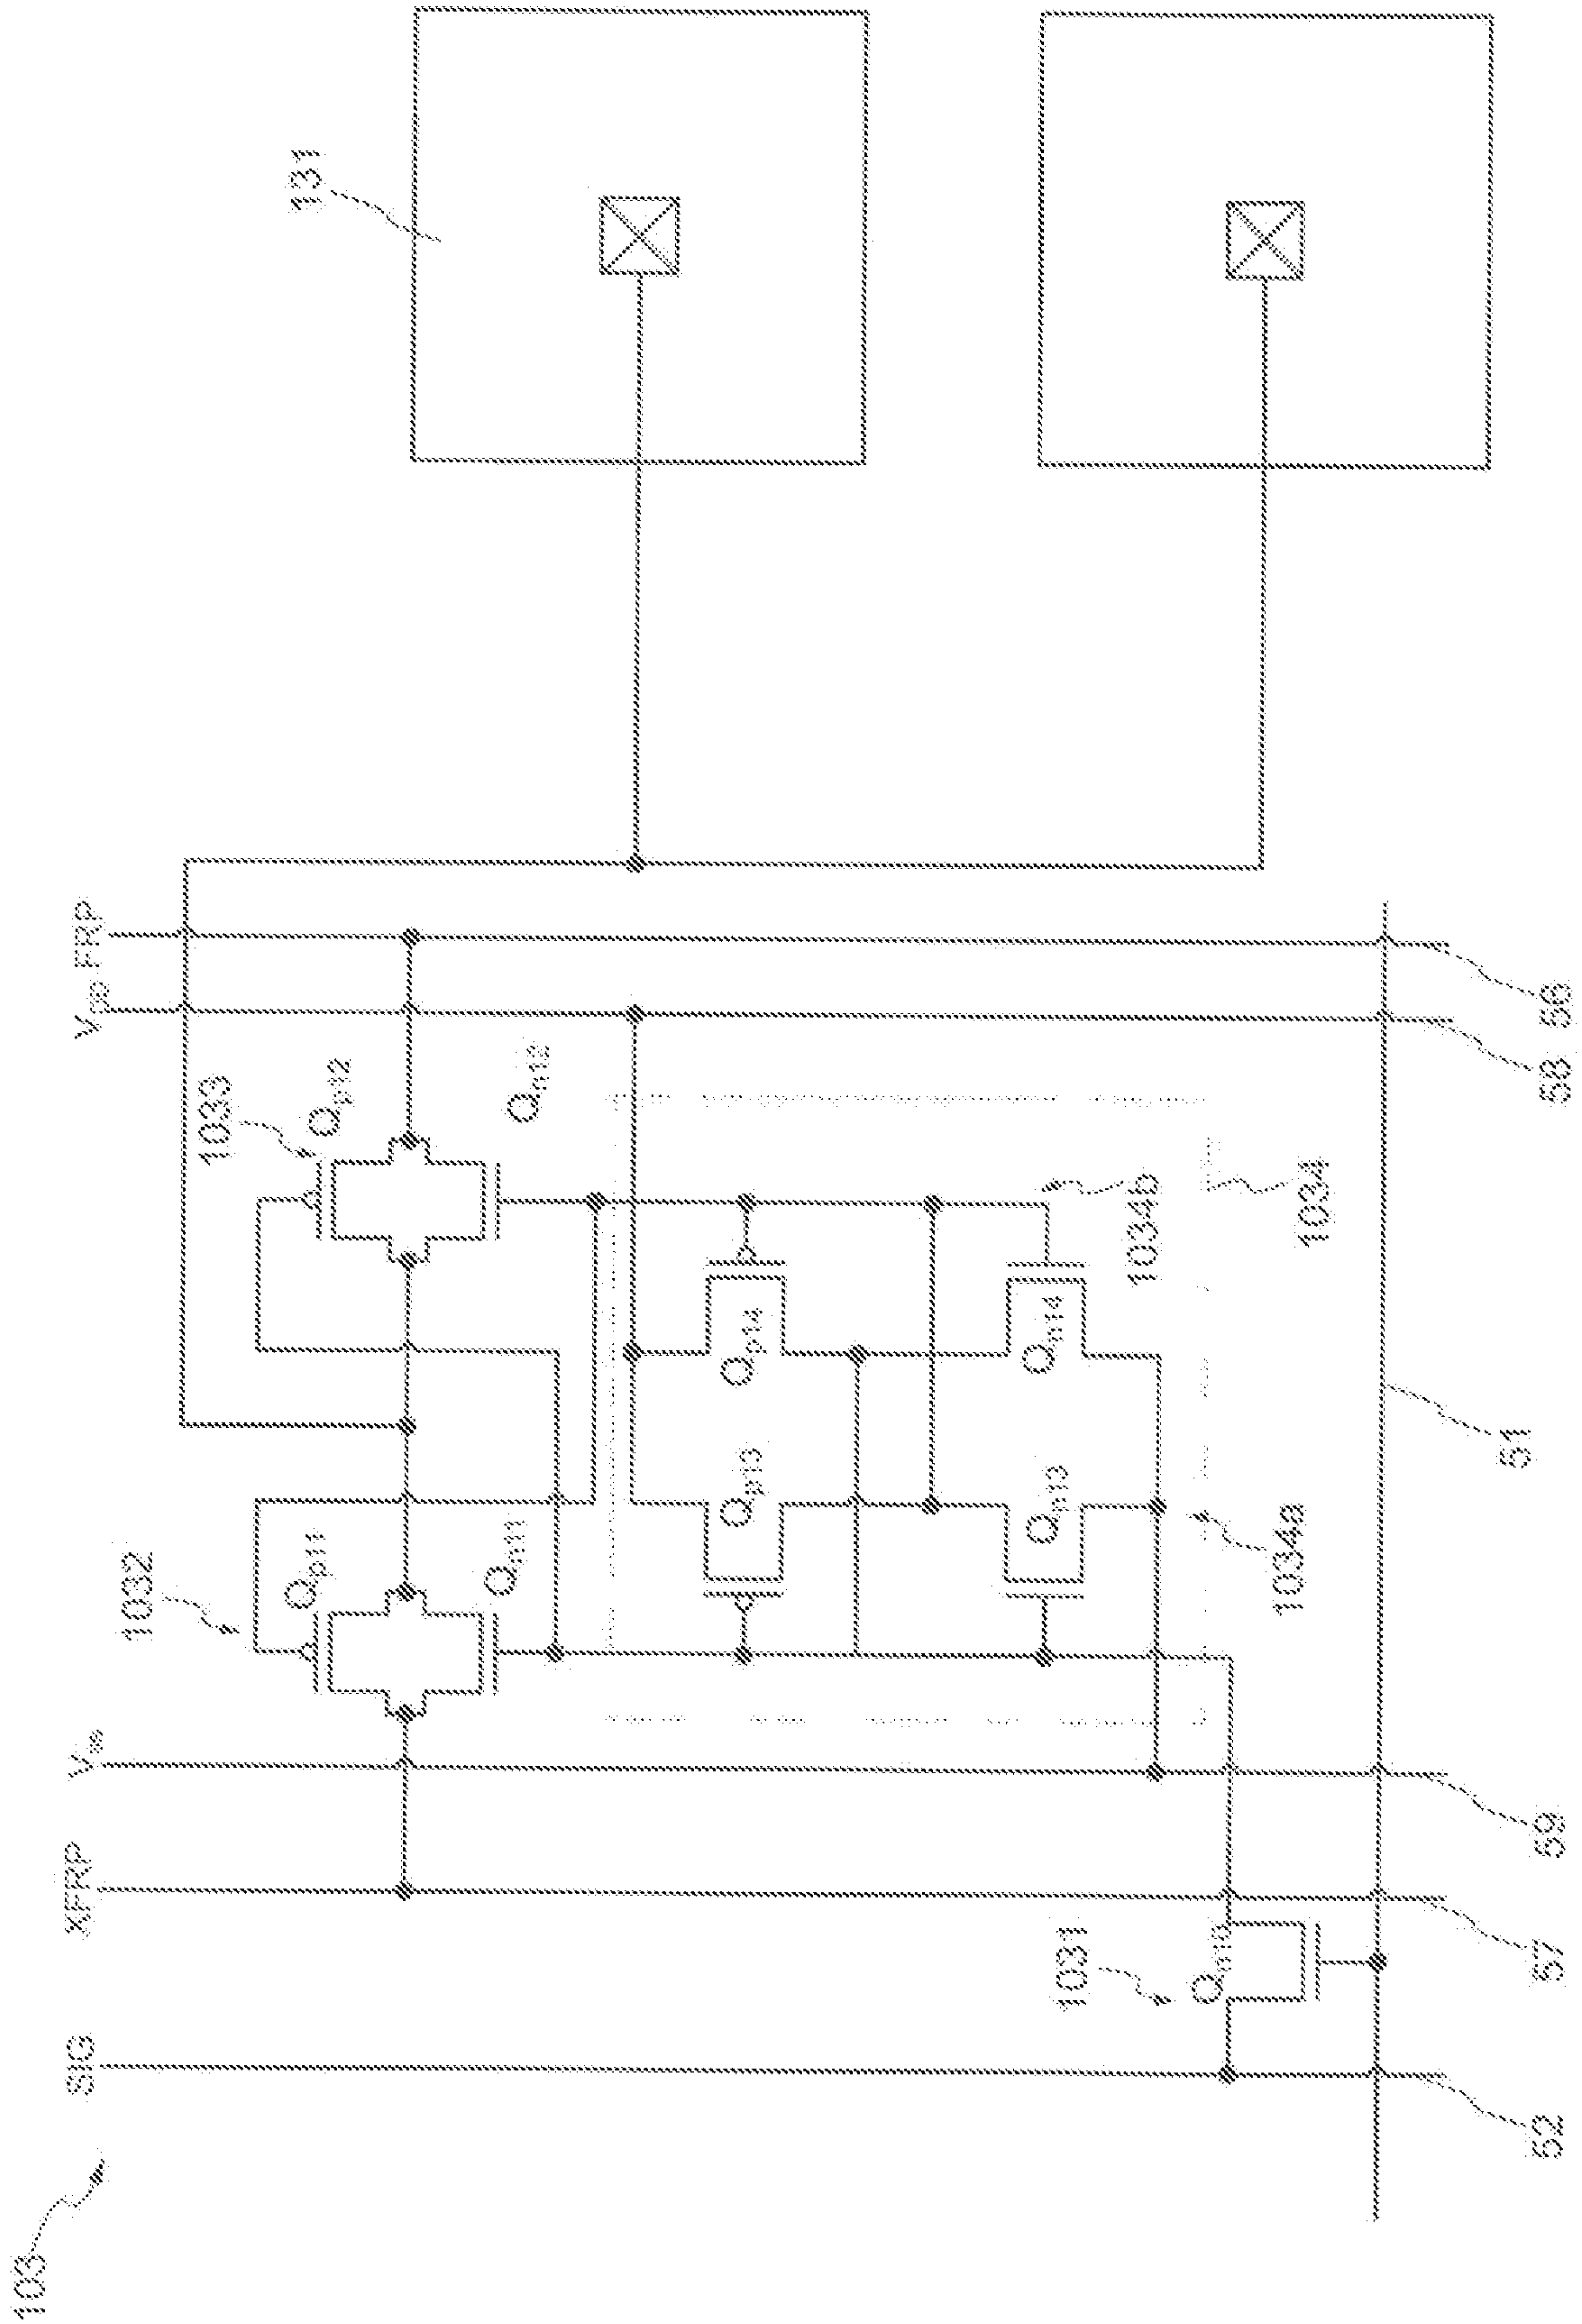 103
SIG
XFRP
Vss
VDD
FRP
1032
1033
131
Qp11
Qp12
Qn11
Qn12
Qp13
Qp14
Qn13
Qn14
1034a
1034b
1034
1031
Qn10
51
52
57
59
58
56